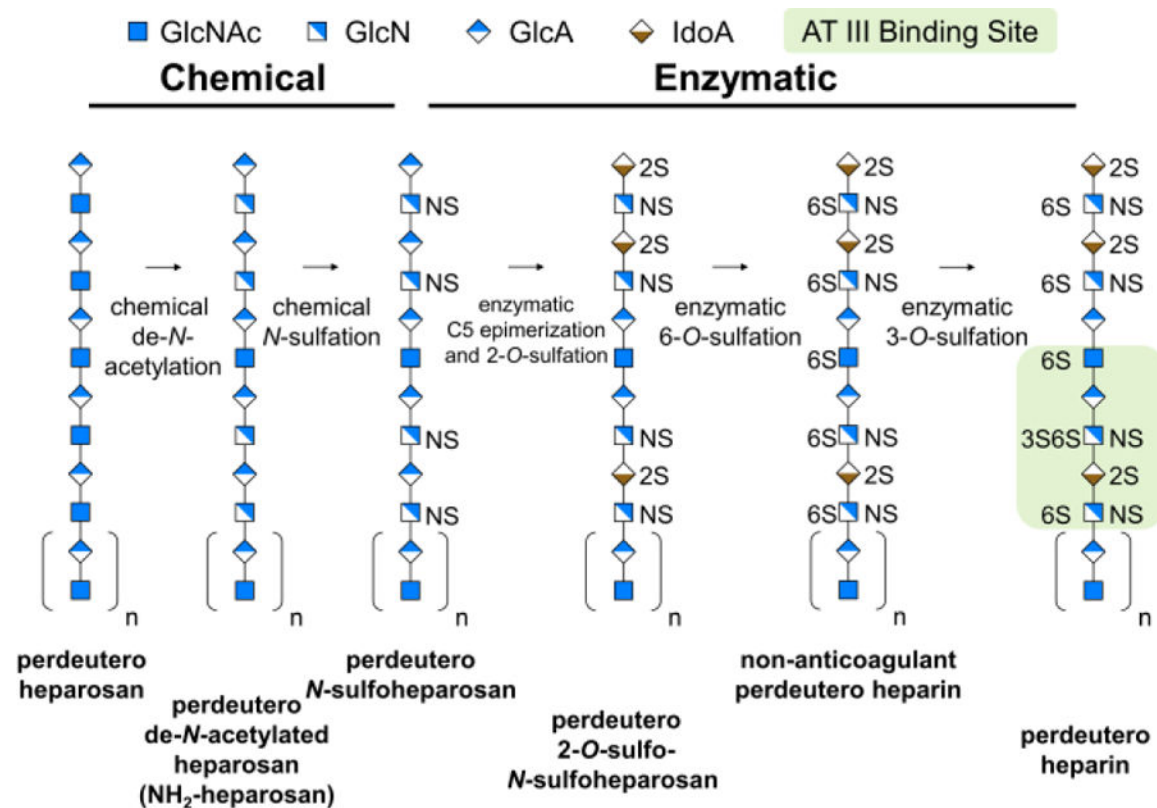 GlcNAc GlcN GlcA IdoA AT III Binding Site
Chemical Enzymatic
2S 2S 2S
NS NS 6S NS 6S NS
2S 2S 2S
NS NS 6S NS 6S NS
chemical
de-N-
acetylation
chemical
N-sulfation
enzymatic
C5 epimerization
and 2-O-sulfation
enzymatic
6-O-sulfation
enzymatic
3-O-sulfation
6S 6S
NS NS 6S NS 3S6S NS
2S 2S 2S
NS NS 6S NS 6S NS
n n n n n n
perdeutero
heparosan
perdeutero
de-N-acetylated
heparosan
(NH₂-heparosan)
perdeutero
N-sulfoheparosan
perdeutero
2-O-sulfo-
N-sulfoheparosan
non-anticoagulant
perdeutero heparin
perdeutero
heparin